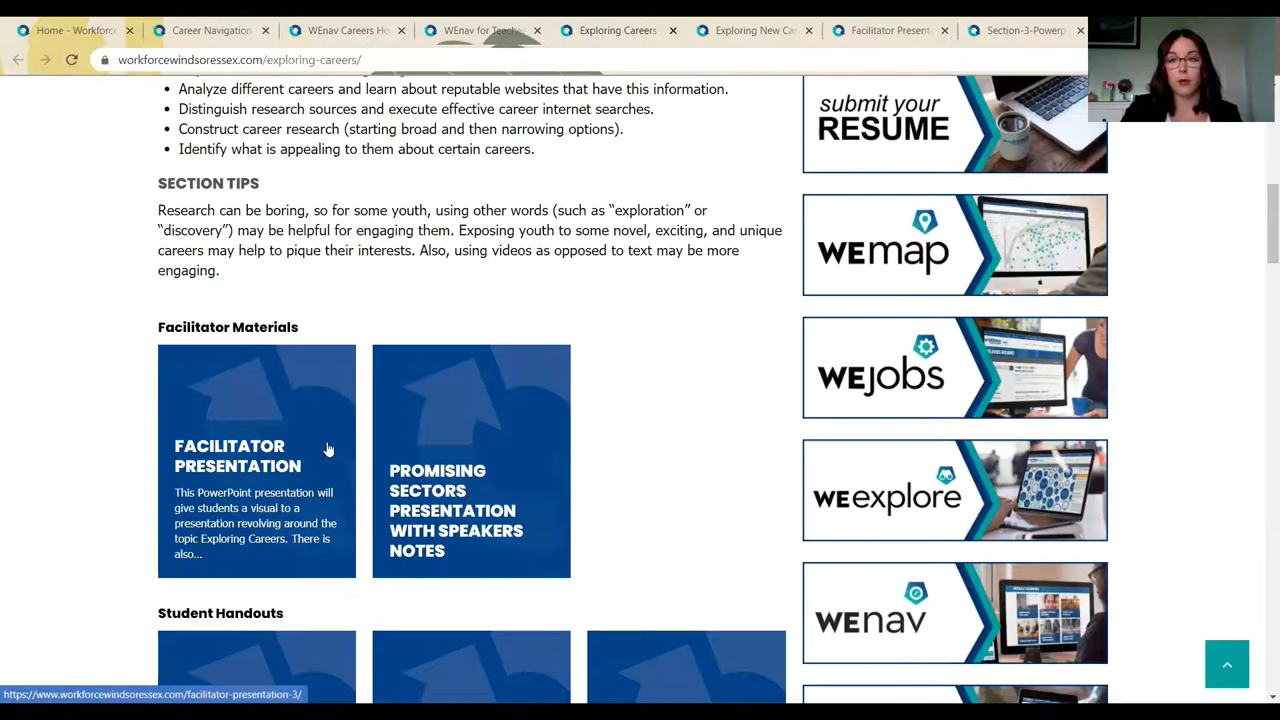 Home - Workforce
Career Navigation
WEnav Careers Ho
WEnav for Teache
Exploring Careers
Exploring New Car
Facilitator Present
Section-3-Powerp
workforcewindsoressex.com/exploring-careers/
• Analyze different careers and learn about reputable websites that have this information.
• Distinguish research sources and execute effective career internet searches.
• Construct career research (starting broad and then narrowing options).
• Identify what is appealing to them about certain careers.
SECTION TIPS
Research can be boring, so for some youth, using other words (such as “exploration” or
“discovery”) may be helpful for engaging them. Exposing youth to some novel, exciting, and unique
careers may help to pique their interests. Also, using videos as opposed to text may be more
engaging.
Facilitator Materials
FACILITATOR
PRESENTATION
This PowerPoint presentation will
give students a visual to a
presentation revolving around the
topic Exploring Careers. There is
also...
PROMISING
SECTORS
PRESENTATION
WITH SPEAKERS
NOTES
Student Handouts
submit your
RESUME
WEmap
WEjobs
WEexplore
WEnav
https://www.workforcewindsoressex.com/facilitator-presentation-3/